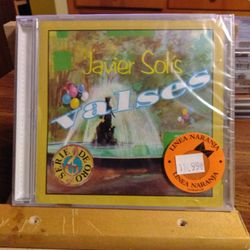 Javier Solis
valses
SERIE DE ORO
LINEA NARANJA
LINEA NARANJA